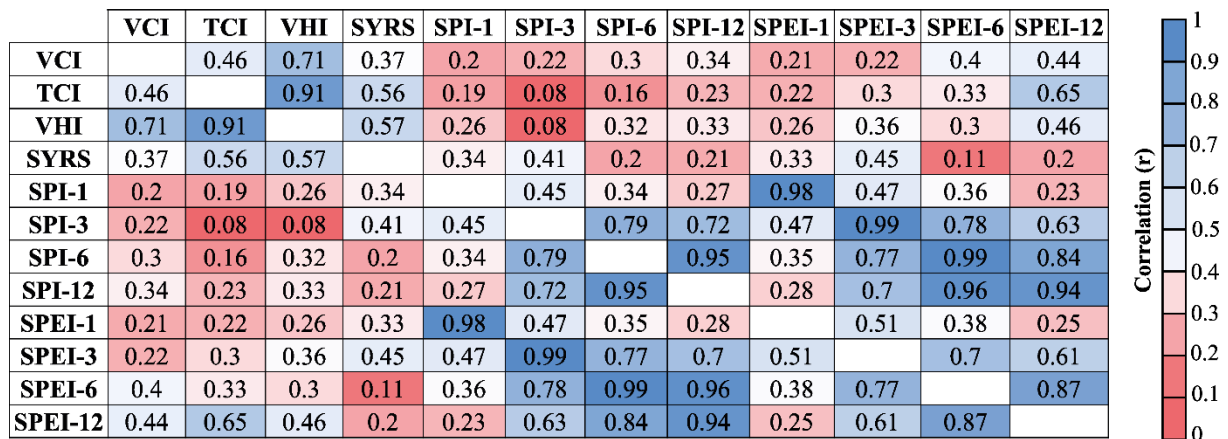 VCI TCI VHI SYRS SPI-1 SPI-3 SPI-6 SPI-12 SPEI-1 SPEI-3 SPEI-6 SPEI-12
VCI 0.46 0.71 0.37 0.2 0.22 0.3 0.34 0.21 0.22 0.4 0.44
TCI 0.46 0.91 0.56 0.19 0.08 0.16 0.23 0.22 0.3 0.33 0.65
VHI 0.71 0.91 0.57 0.26 0.08 0.32 0.33 0.26 0.36 0.3 0.46
SYRS 0.37 0.56 0.57 0.34 0.41 0.2 0.21 0.33 0.45 0.11 0.2
SPI-1 0.2 0.19 0.26 0.34 0.45 0.34 0.27 0.98 0.47 0.36 0.23
SPI-3 0.22 0.08 0.08 0.41 0.45 0.79 0.72 0.47 0.99 0.78 0.63
SPI-6 0.3 0.16 0.32 0.2 0.34 0.79 0.95 0.35 0.77 0.99 0.84
SPI-12 0.34 0.23 0.33 0.21 0.27 0.72 0.95 0.28 0.7 0.96 0.94
SPEI-1 0.21 0.22 0.26 0.33 0.98 0.47 0.35 0.28 0.51 0.38 0.25
SPEI-3 0.22 0.3 0.36 0.45 0.47 0.99 0.77 0.7 0.51 0.7 0.61
SPEI-6 0.4 0.33 0.3 0.11 0.36 0.78 0.99 0.96 0.38 0.77 0.87
SPEI-12 0.44 0.65 0.46 0.2 0.23 0.63 0.84 0.94 0.25 0.61 0.87
Correlation (r)
1
0.9
0.8
0.7
0.6
0.5
0.4
0.3
0.2
0.1
0